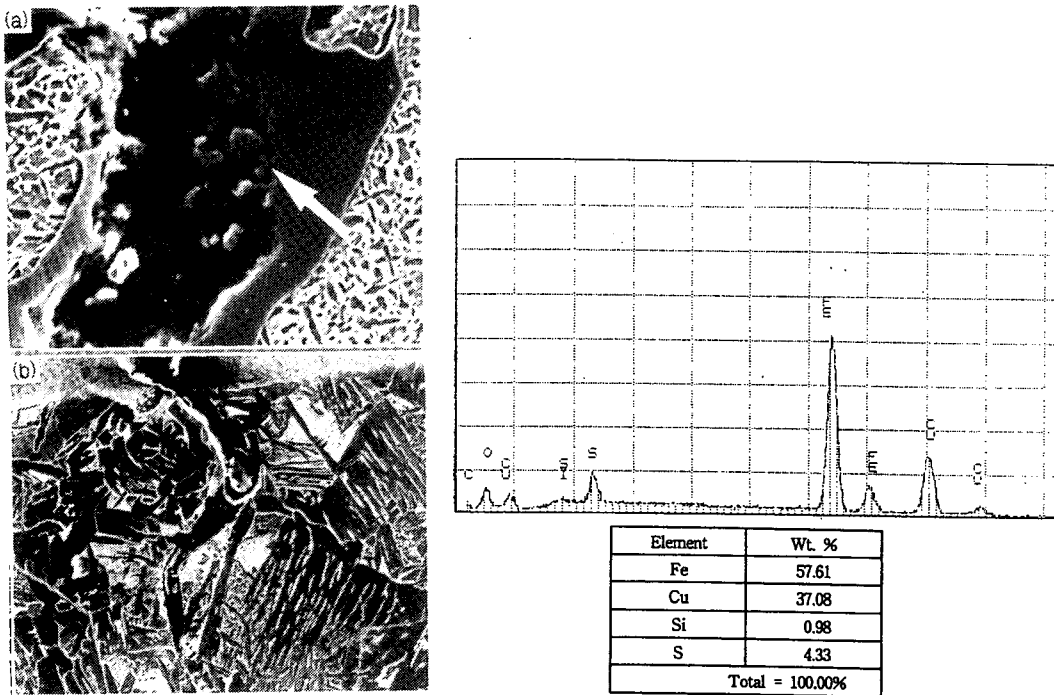 (a)
(b)
C
O
CU
SI
S
FE
FE
CU
CU
Element Wt. %
Fe 57.61
Cu 37.08
Si 0.98
S 4.33
Total = 100.00%